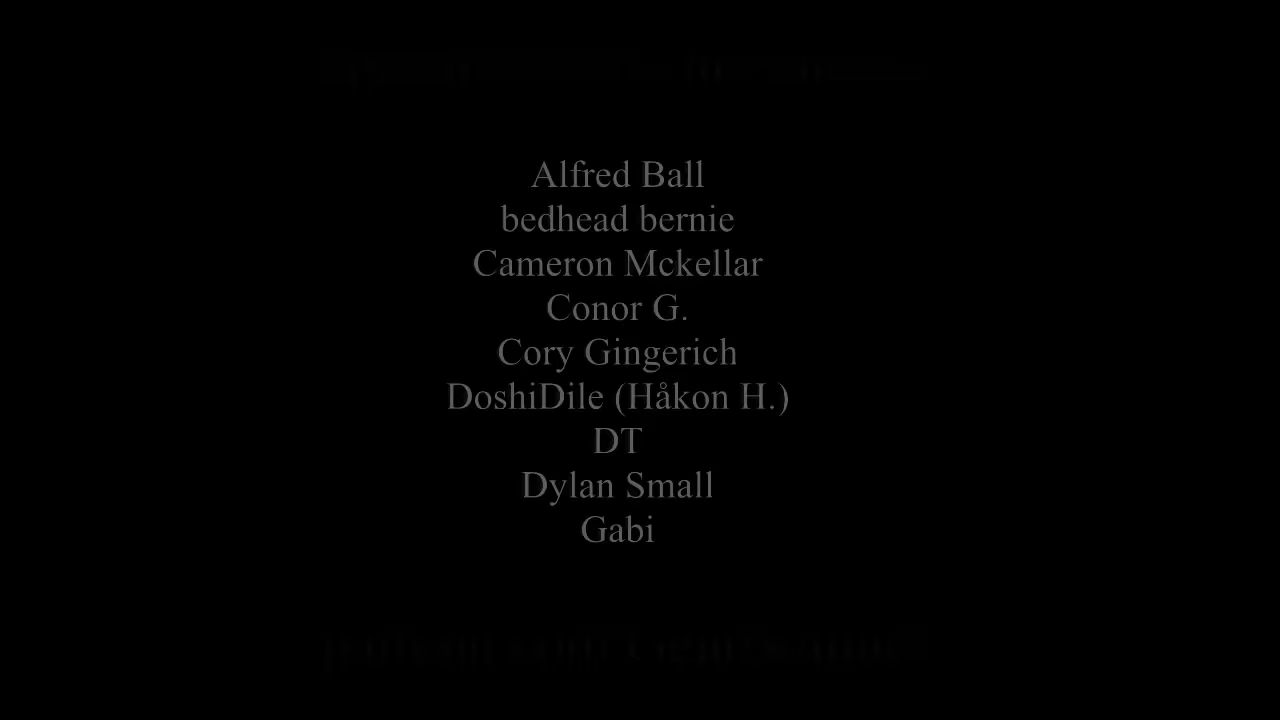 Alfred Ball
bedhead bernie
Cameron Mckellar
Conor G.
Cory Gingerich
DoshiDile (Håkon H.)
DT
Dylan Small
Gabi